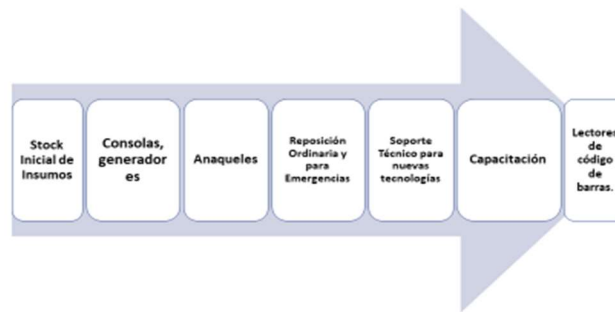 Stock
Inicial de
Insumos
Consolas,
generador
es
Anaqueles
Reposición
Ordinaria y
para
Emergencias
Soporte
Técnico para
nuevas
tecnologías
Capacitación
Lectores
de
código
de
barras.